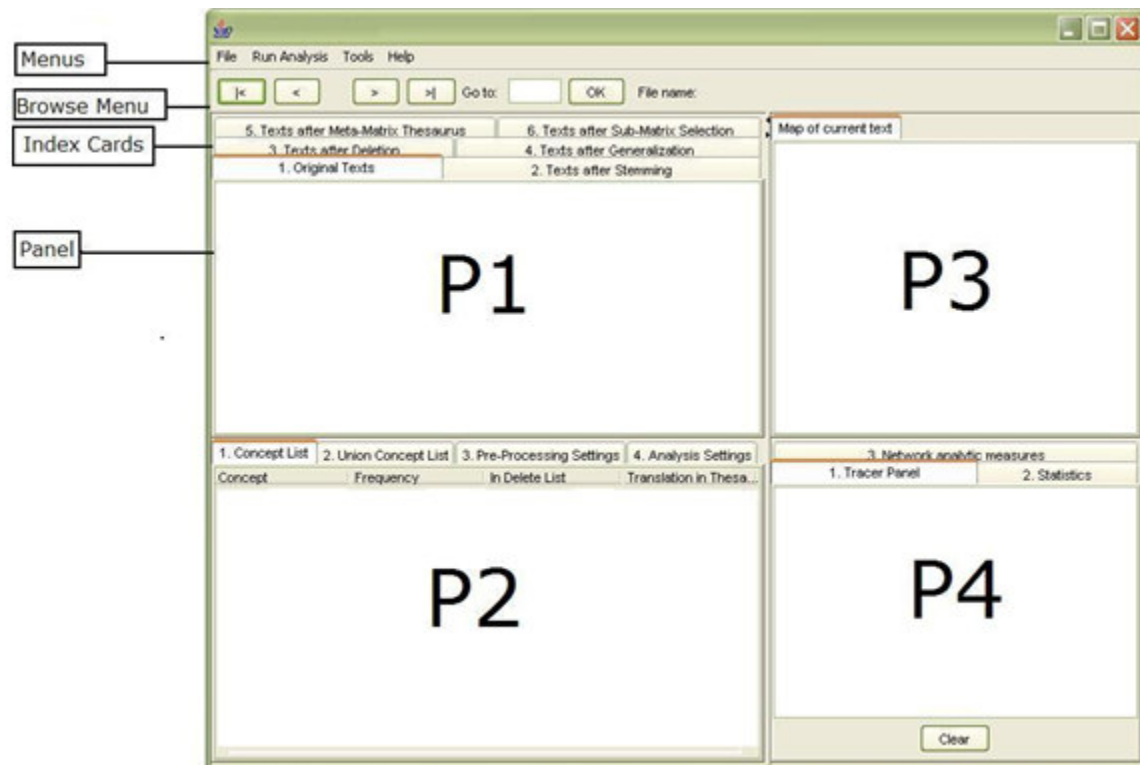 Menus
File Run Analysis Tools Help
Browse Menu
|< < > >| Go to: OK File name:
Index Cards
5. Texts after Meta-Matrix Thesaurus 6. Texts after Sub-Matrix Selection
3. Texts after Deletion 4. Texts after Generalization
1. Original Texts 2. Texts after Stemming
Map of current text
Panel
P1
P3
1. Concept List 2. Union Concept List 3. Pre-Processing Settings 4. Analysis Settings
Concept Frequency In Delete List Translation in Thesa...
P2
3. Network analytic measures
1. Tracer Panel 2. Statistics
P4
Clear